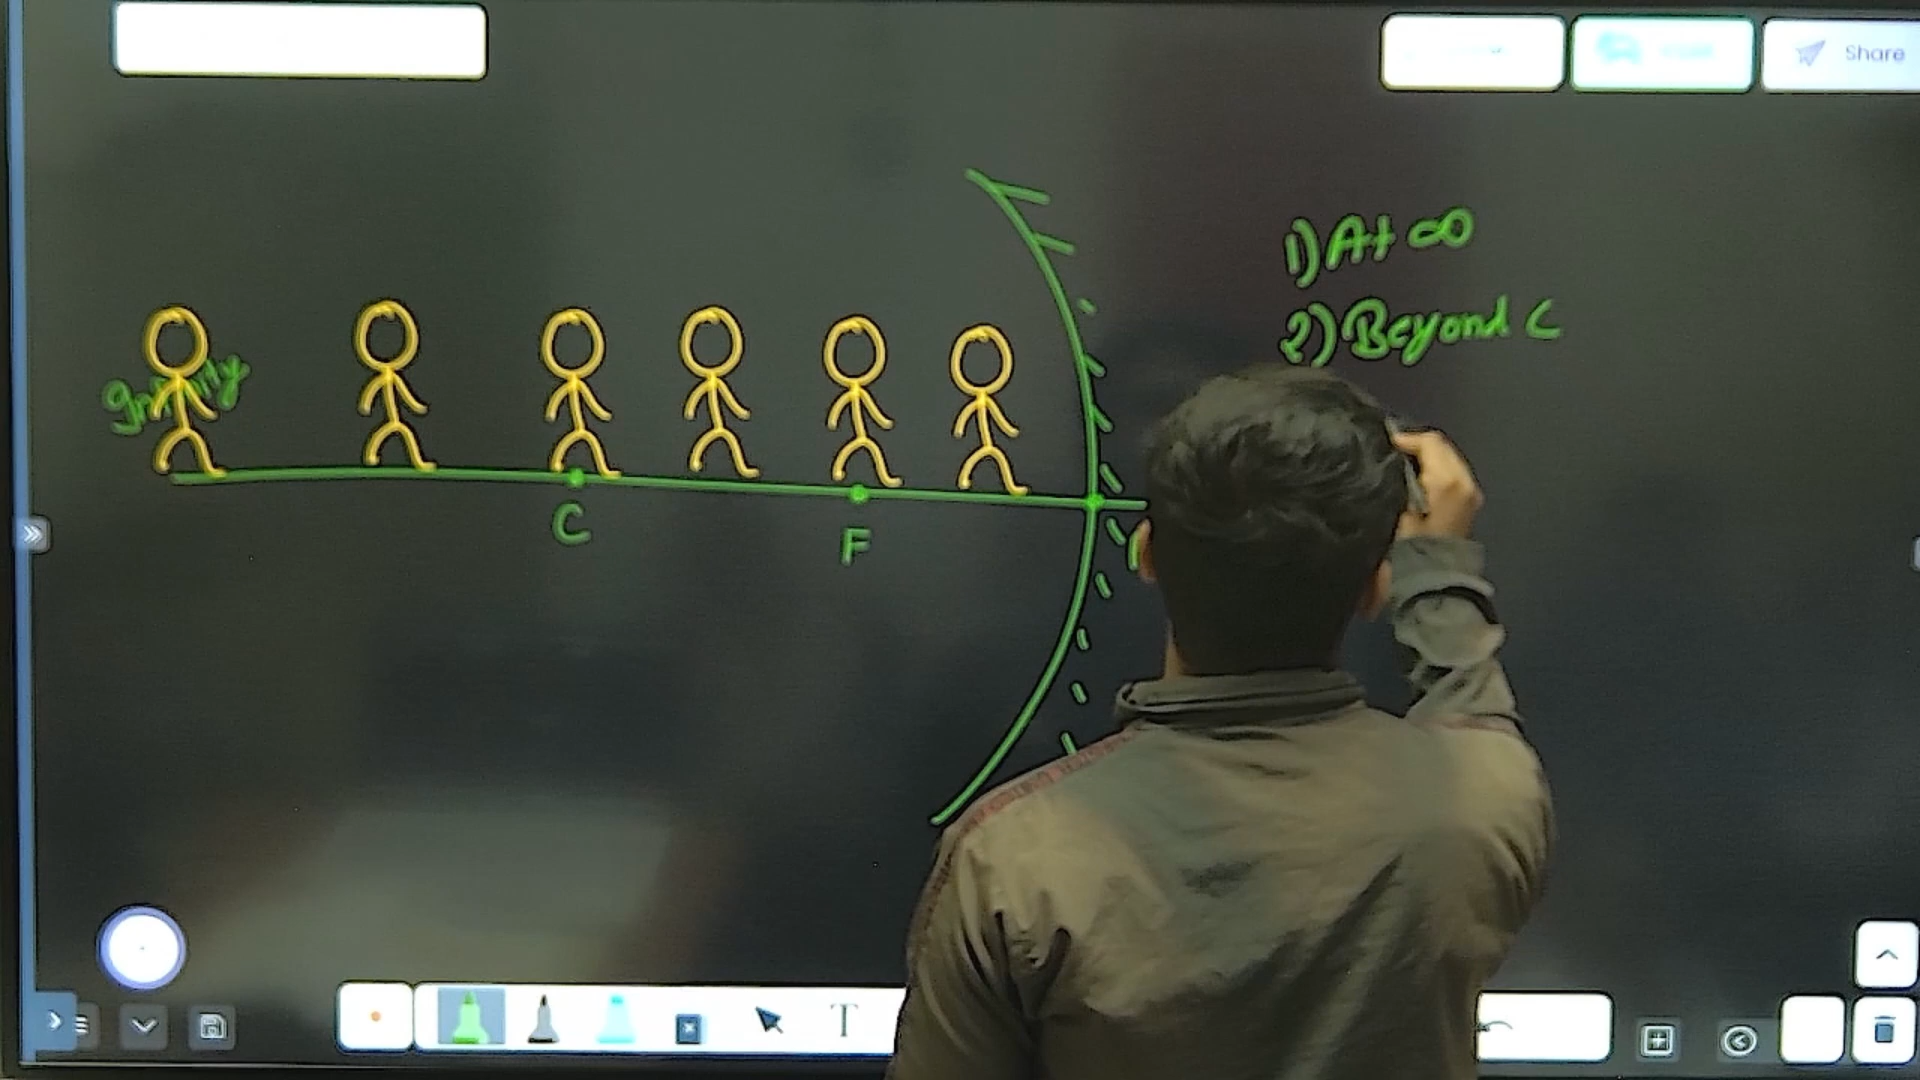 Share
1) At ∞
2) Beyond C
Infinity
C
F
T